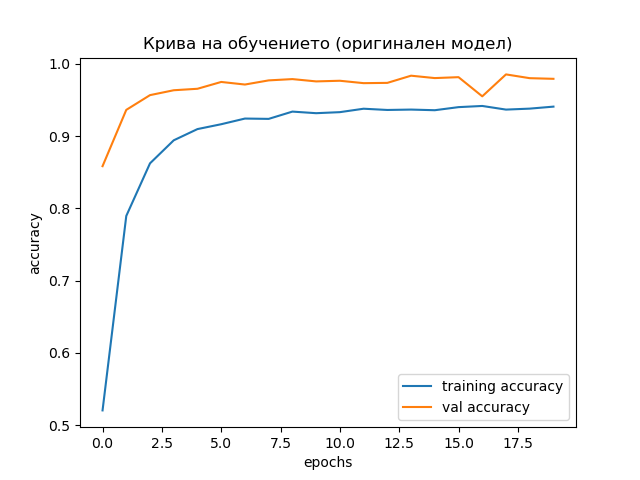 Крива на обучението (оригинален модел)
1.0
0.9
0.8
0.7
0.6
0.5
accuracy
training accuracy
val accuracy
0.0 2.5 5.0 7.5 10.0 12.5 15.0 17.5
epochs